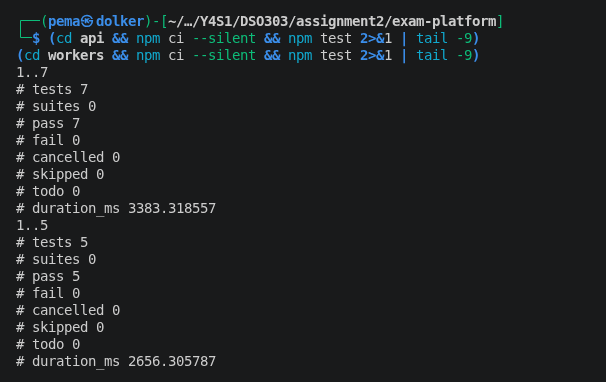 ┌──(pema㉿dolker)-[~/…/Y4S1/DSO303/assignment2/exam-platform]
└─$ (cd api && npm ci --silent && npm test 2>&1 | tail -9)
(cd workers && npm ci --silent && npm test 2>&1 | tail -9)
1..7
# tests 7
# suites 0
# pass 7
# fail 0
# cancelled 0
# skipped 0
# todo 0
# duration_ms 3383.318557
1..5
# tests 5
# suites 0
# pass 5
# fail 0
# cancelled 0
# skipped 0
# todo 0
# duration_ms 2656.305787